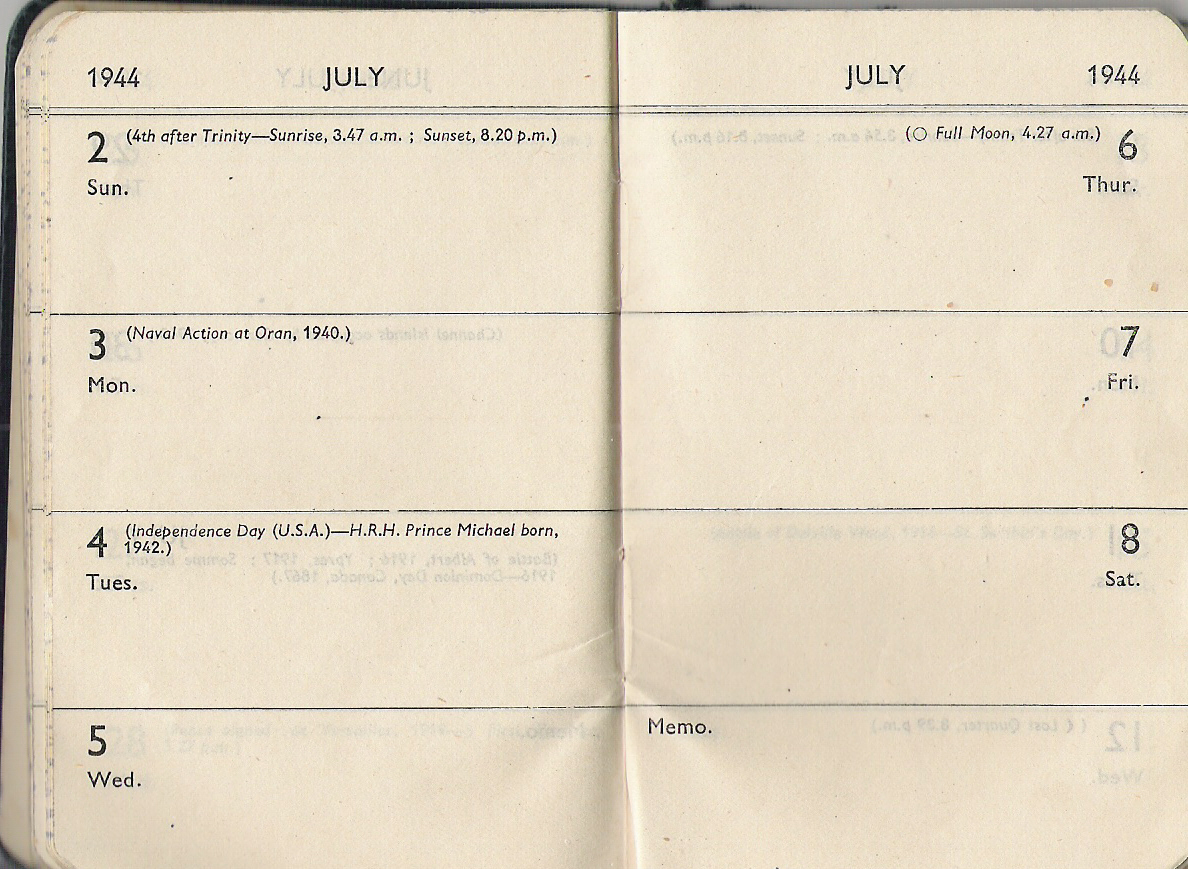 1944 JULY
2 (4th after Trinity—Sunrise, 3.47 a.m. ; Sunset, 8.20 p.m.)
Sun.
3 (Naval Action at Oran, 1940.)
Mon.
4 (Independence Day (U.S.A.)—H.R.H. Prince Michael born,
1942.)
Tues.
5
Wed.
JULY 1944
(○ Full Moon, 4.27 a.m.) 6
Thur.
7
Fri.
8
Sat.
Memo.